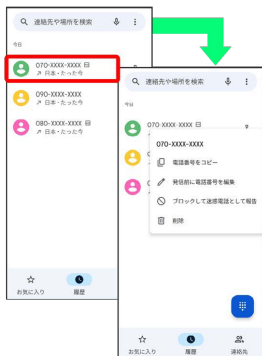 連絡先や場所を検索
今日
070-XXXX-XXXX
日本・たった今
090-XXXX-XXXX
日本・たった今
080-XXXX-XXXX
日本・たった今
お気に入り
履歴
連絡先や場所を検索
今日
070-XXXX-XXXX
070-XXXX-XXXX
電話番号をコピー
発信前に電話番号を編集
ブロックして迷惑電話として報告
削除
お気に入り
履歴
連絡先